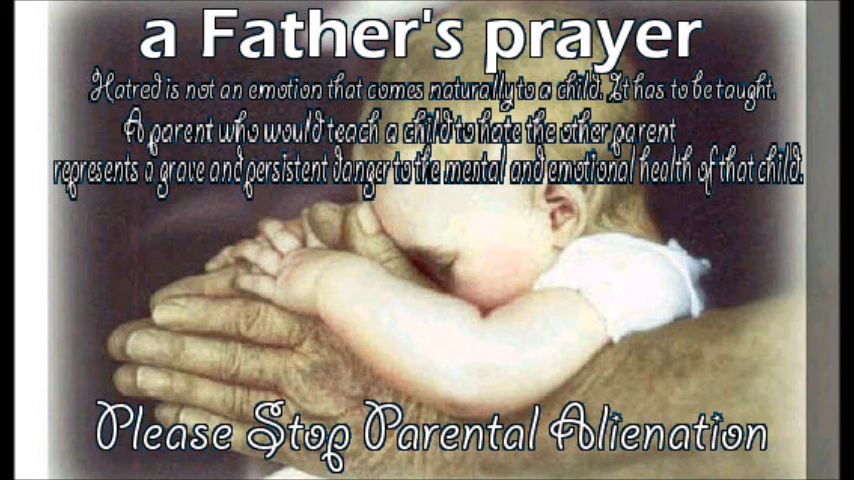 a Father's prayer
Hatred is not an emotion that comes naturally to a child. It has to be taught.
A parent who would teach a child to hate the other parent
represents a grave and persistent danger to the mental and emotional health of that child.
Please Stop Parental Alienation